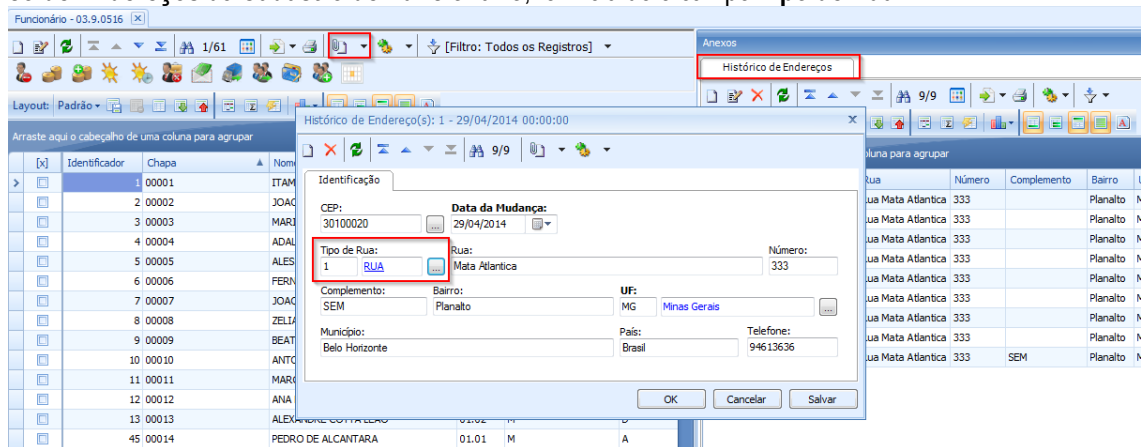 Funcionário - 03.9.0516
1/61
[Filtro: Todos os Registros]
Anexos
Histórico de Endereços
9/9
Layout: Padrão
Arraste aqui o cabeçalho de uma coluna para agrupar
oluna para agrupar
[x] Identificador Chapa Nome
1 00001 ITAM
2 00002 JOAO
3 00003 MARI
4 00004 ADAL
5 00005 ALES
6 00006 FERN
7 00007 JOAO
8 00008 ZELIA
9 00009 BEAT
10 00010 ANTO
11 00011 MARC
12 00012 ANA
13 00013
45 00014 PEDRO DE ALCANTARA 01.01 M A
Histórico de Endereço(s): 1 - 29/04/2014 00:00:00
9/9
Identificação
CEP: Data da Mudança:
30100020 ... 29/04/2014
Tipo de Rua: Rua: Número:
1 RUA ... Mata Atlantica 333
Complemento: Bairro: UF:
SEM Planalto MG Minas Gerais ...
Município: País: Telefone:
Belo Horizonte Brasil 94613636
OK Cancelar Salvar
Rua Número Complemento Bairro
ua Mata Atlantica 333 Planalto
ua Mata Atlantica 333 Planalto
ua Mata Atlantica 333 Planalto
ua Mata Atlantica 333 Planalto
ua Mata Atlantica 333 Planalto
ua Mata Atlantica 333 Planalto
ua Mata Atlantica 333 Planalto
ua Mata Atlantica 333 Planalto
ua Mata Atlantica 333 SEM Planalto